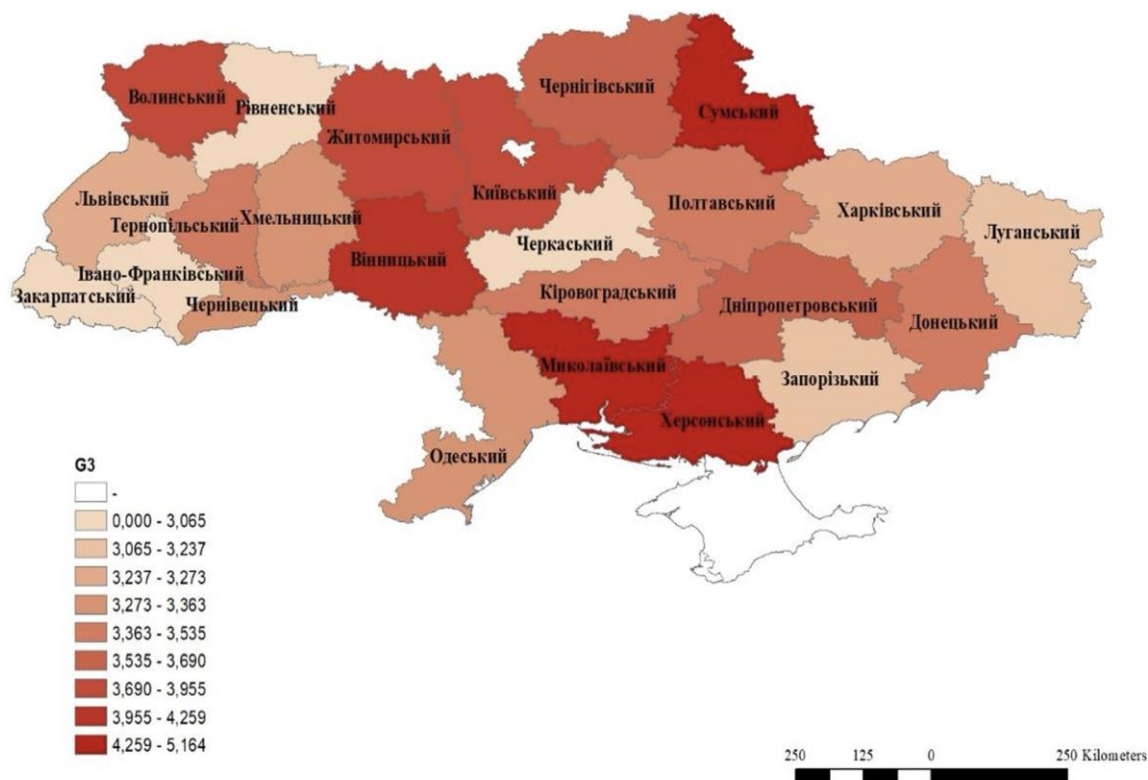 Чернігівський
Волинський
Рівненський
Сумський
Житомирський
Київський
Львівський
Тернопільський
Хмельницький
Полтавський
Харківський
Луганський
Черкаський
Вінницький
Івано-Франківський
Закарпатський
Чернівецький
Кіровоградський
Дніпропетровський
Донецький
Миколаївський
Запорізький
Херсонський
Одеський
G3
-
0,000 - 3,065
3,065 - 3,237
3,237 - 3,273
3,273 - 3,363
3,363 - 3,535
3,535 - 3,690
3,690 - 3,955
3,955 - 4,259
4,259 - 5,164
250 125 0 250 Kilometers